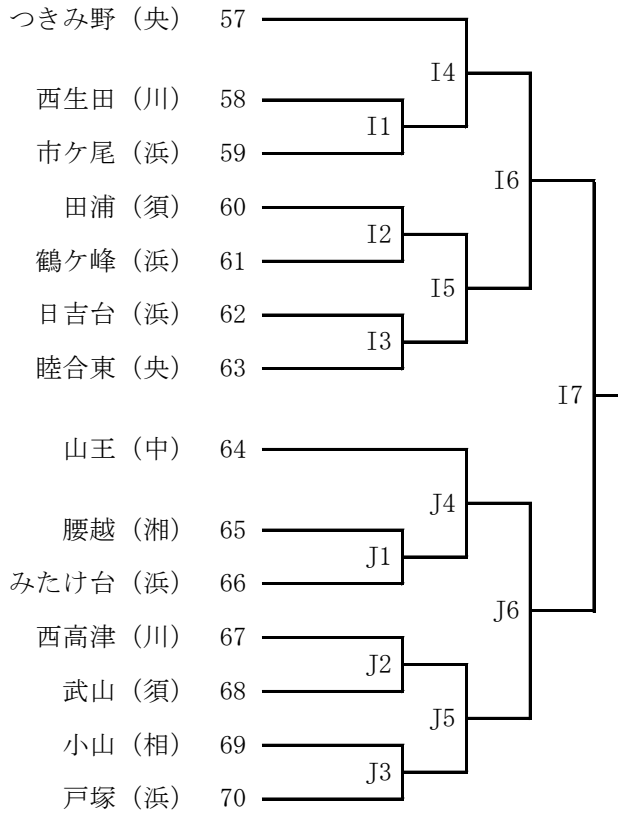 つきみ野（央） 57
I4
西生田（川） 58
I1
市ケ尾（浜） 59
I6
田浦（須） 60
I2
鶴ケ峰（浜） 61
I5
日吉台（浜） 62
I3
睦合東（央） 63
I7
山王（中） 64
J4
腰越（湘） 65
J1
みたけ台（浜） 66
J6
西高津（川） 67
J2
武山（須） 68
J5
小山（相） 69
J3
戸塚（浜） 70